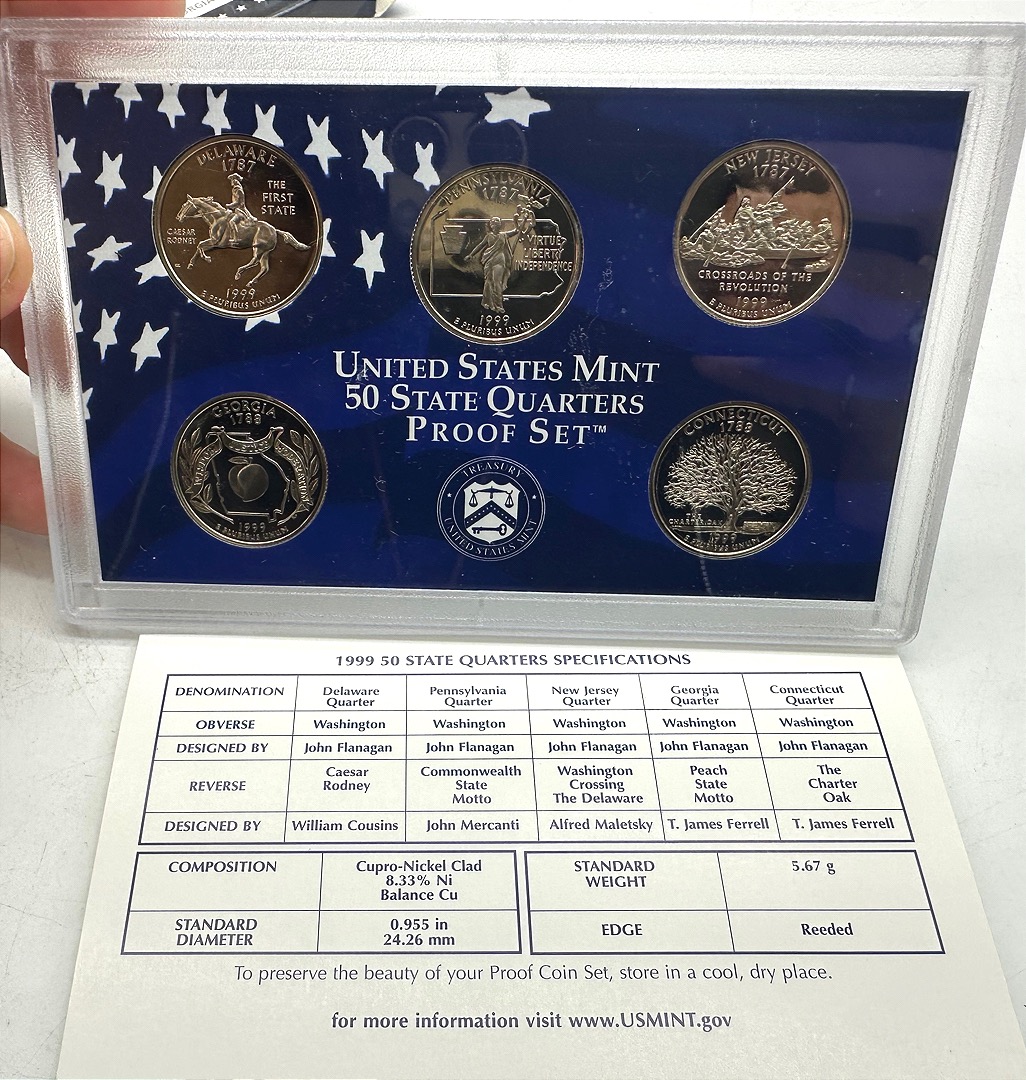 DELAWARE
1787
THE
FIRST
STATE
CAESAR
RODNEY
1999
E PLURIBUS UNUM
PENNSYLVANIA
1787
VIRTUE
LIBERTY
INDEPENDENCE
1999
E PLURIBUS UNUM
NEW JERSEY
1787
CROSSROADS OF THE
REVOLUTION
1999
E PLURIBUS UNUM
UNITED STATES MINT
50 STATE QUARTERS
PROOF SET™
GEORGIA
1788
1999
E PLURIBUS UNUM
TREASURY
UNITED STATES MINT
CONNECTICUT
1788
CHARTER OAK
1999
E PLURIBUS UNUM
1999 50 STATE QUARTERS SPECIFICATIONS
DENOMINATION Delaware Quarter Pennsylvania Quarter New Jersey Quarter Georgia Quarter Connecticut Quarter
OBVERSE Washington Washington Washington Washington Washington
DESIGNED BY John Flanagan John Flanagan John Flanagan John Flanagan John Flanagan
REVERSE Caesar Rodney Commonwealth State Motto Washington Crossing The Delaware Peach State Motto The Charter Oak
DESIGNED BY William Cousins John Mercanti Alfred Maletsky T. James Ferrell T. James Ferrell
COMPOSITION Cupro-Nickel Clad 8.33% Ni Balance Cu
STANDARD WEIGHT 5.67 g
STANDARD DIAMETER 0.955 in 24.26 mm
EDGE Reeded
To preserve the beauty of your Proof Coin Set, store in a cool, dry place.
for more information visit www.USMINT.gov